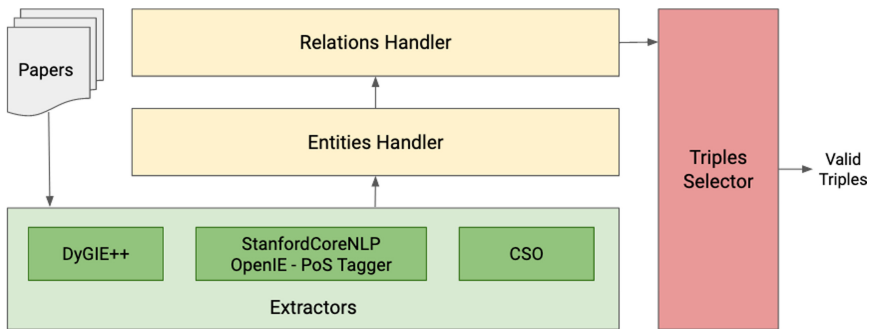 Papers
Relations Handler
Entities Handler
Triples
Selector
Valid
Triples
DyGIE++
StanfordCoreNLP
OpenIE - PoS Tagger
CSO
Extractors